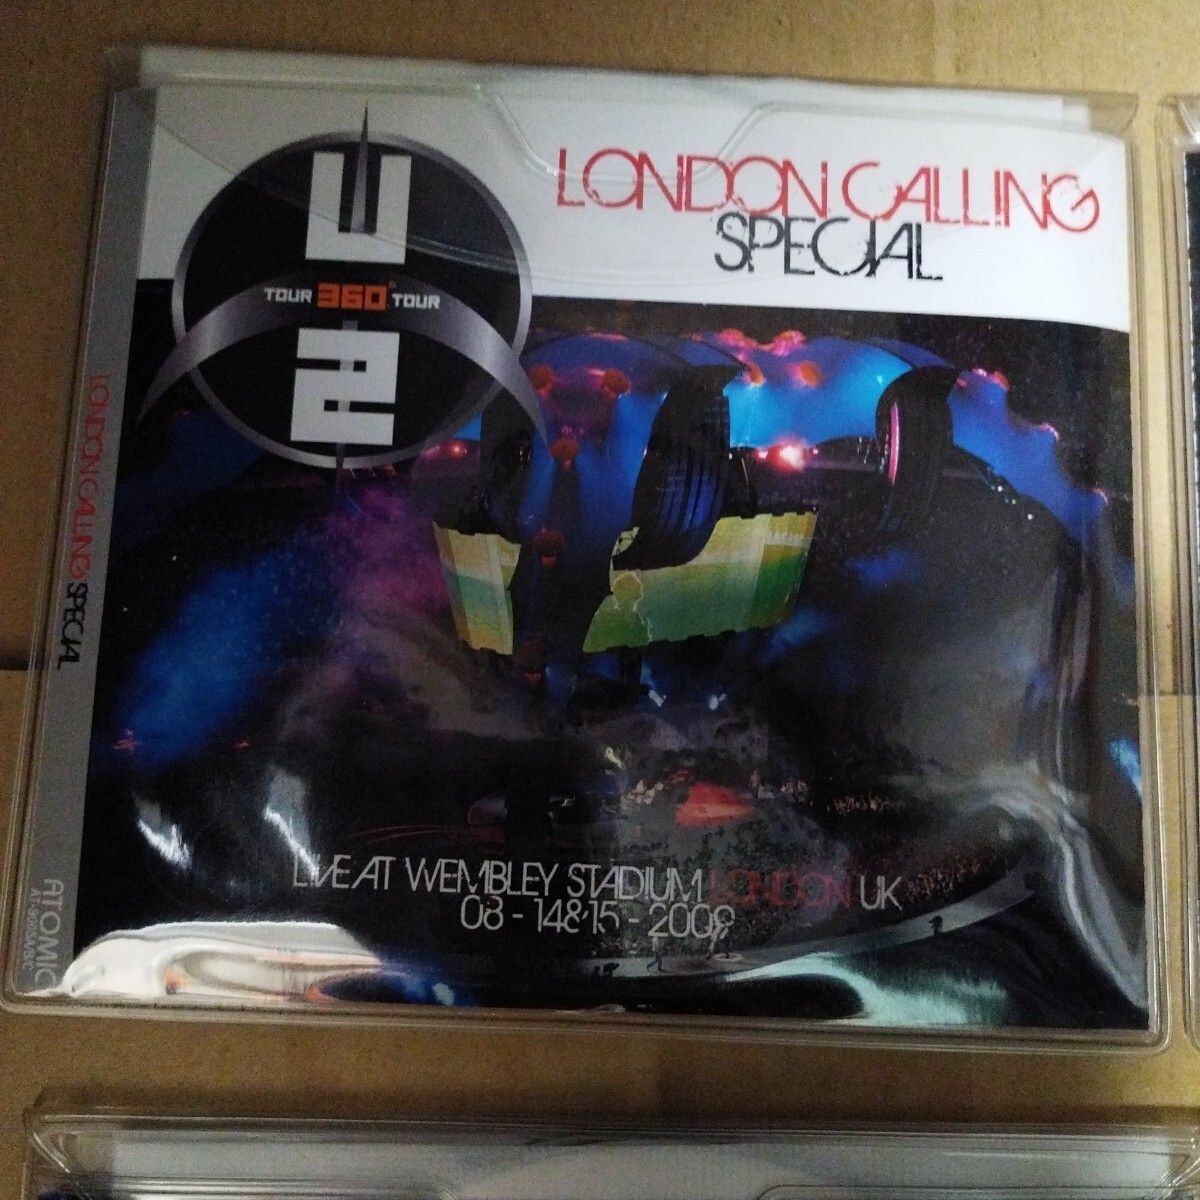 U
TOUR 360° TOUR
2
LONDON CALLING
SPECIAL
LIVE AT WEMBLEY STADIUM LONDON UK
08 - 14&15 - 2009
LONDON CALLING SPECIAL
ATOMIC